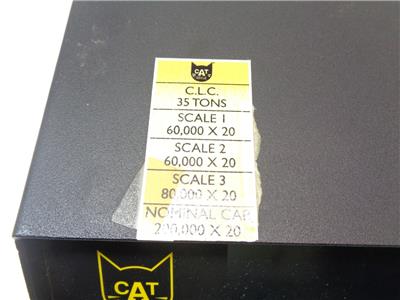 CAT
C.L.C.
35 TONS
SCALE 1
60,000 X 20
SCALE 2
60,000 X 20
SCALE 3
80,000 X 20
NOMINAL CAP
200,000 X 20
CAT